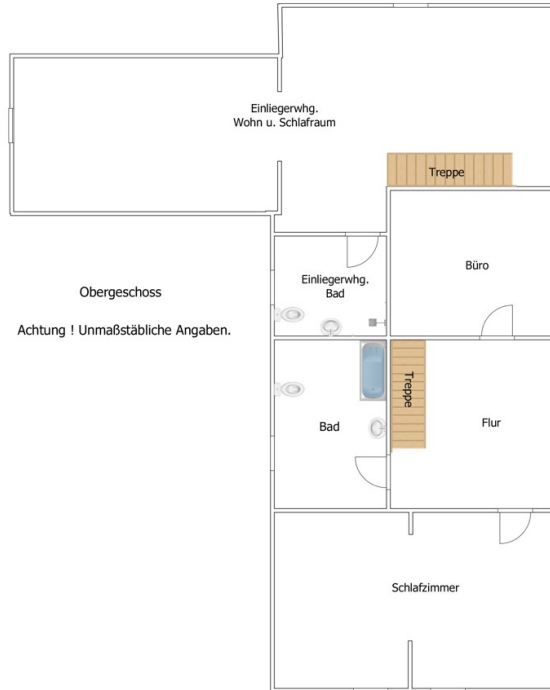 Einliegerwhg.
Wohn u. Schlafraum
Treppe
Büro
Einliegerwhg.
Bad
Obergeschoss
Achtung ! Unmaßstäbliche Angaben.
Treppe
Bad
Flur
Schlafzimmer